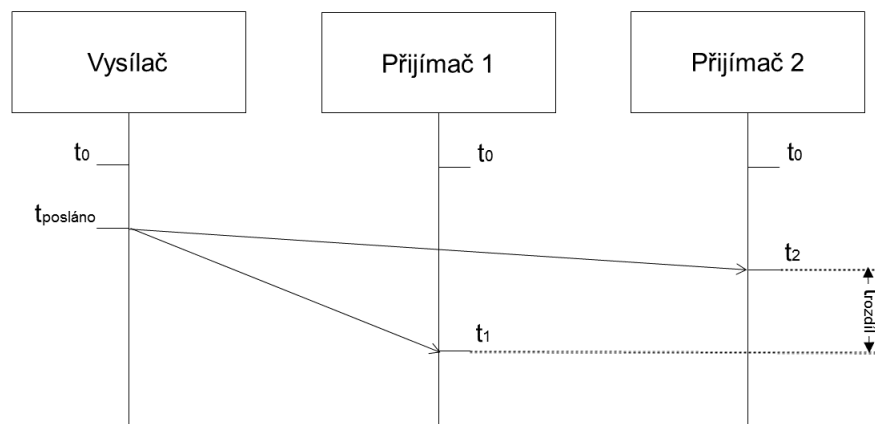 Vysílač
Přijímač 1
Přijímač 2
t0
t0
t0
tposláno
t2
trozdíl
t1